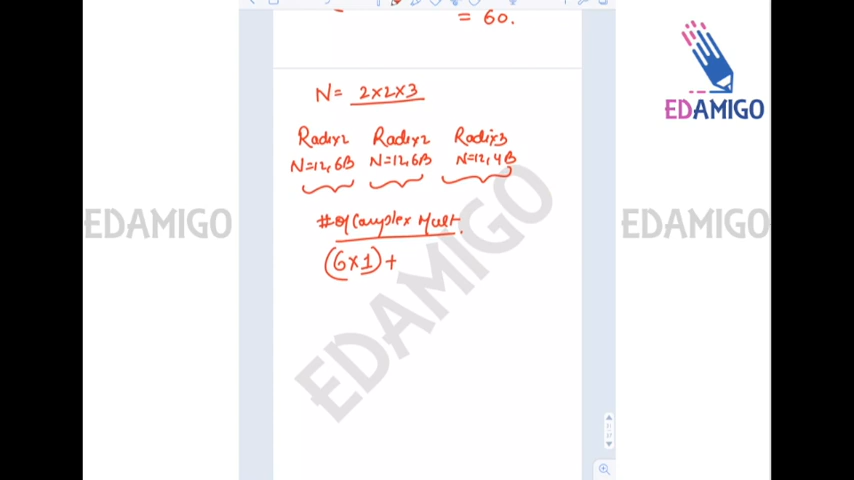 = 60.
N = 2×2×3
Radix2 Radix2 Radix3
N=12, 6B N=12, 6B N=12, 4B
# of Complex Mult.
(6×1) +
EDAMIGO
EDAMIGO
EDAMIGO
EDAMIGO